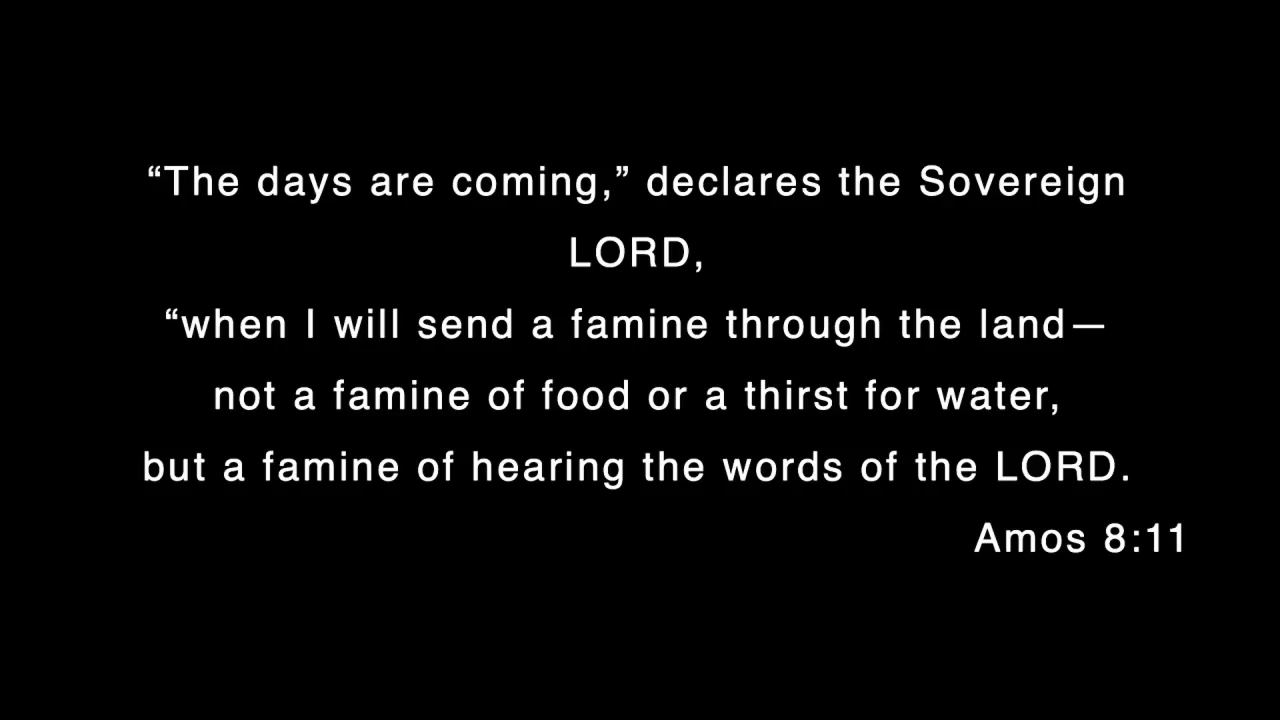 “The days are coming,” declares the Sovereign
LORD,
“when I will send a famine through the land—
not a famine of food or a thirst for water,
but a famine of hearing the words of the LORD.
Amos 8:11